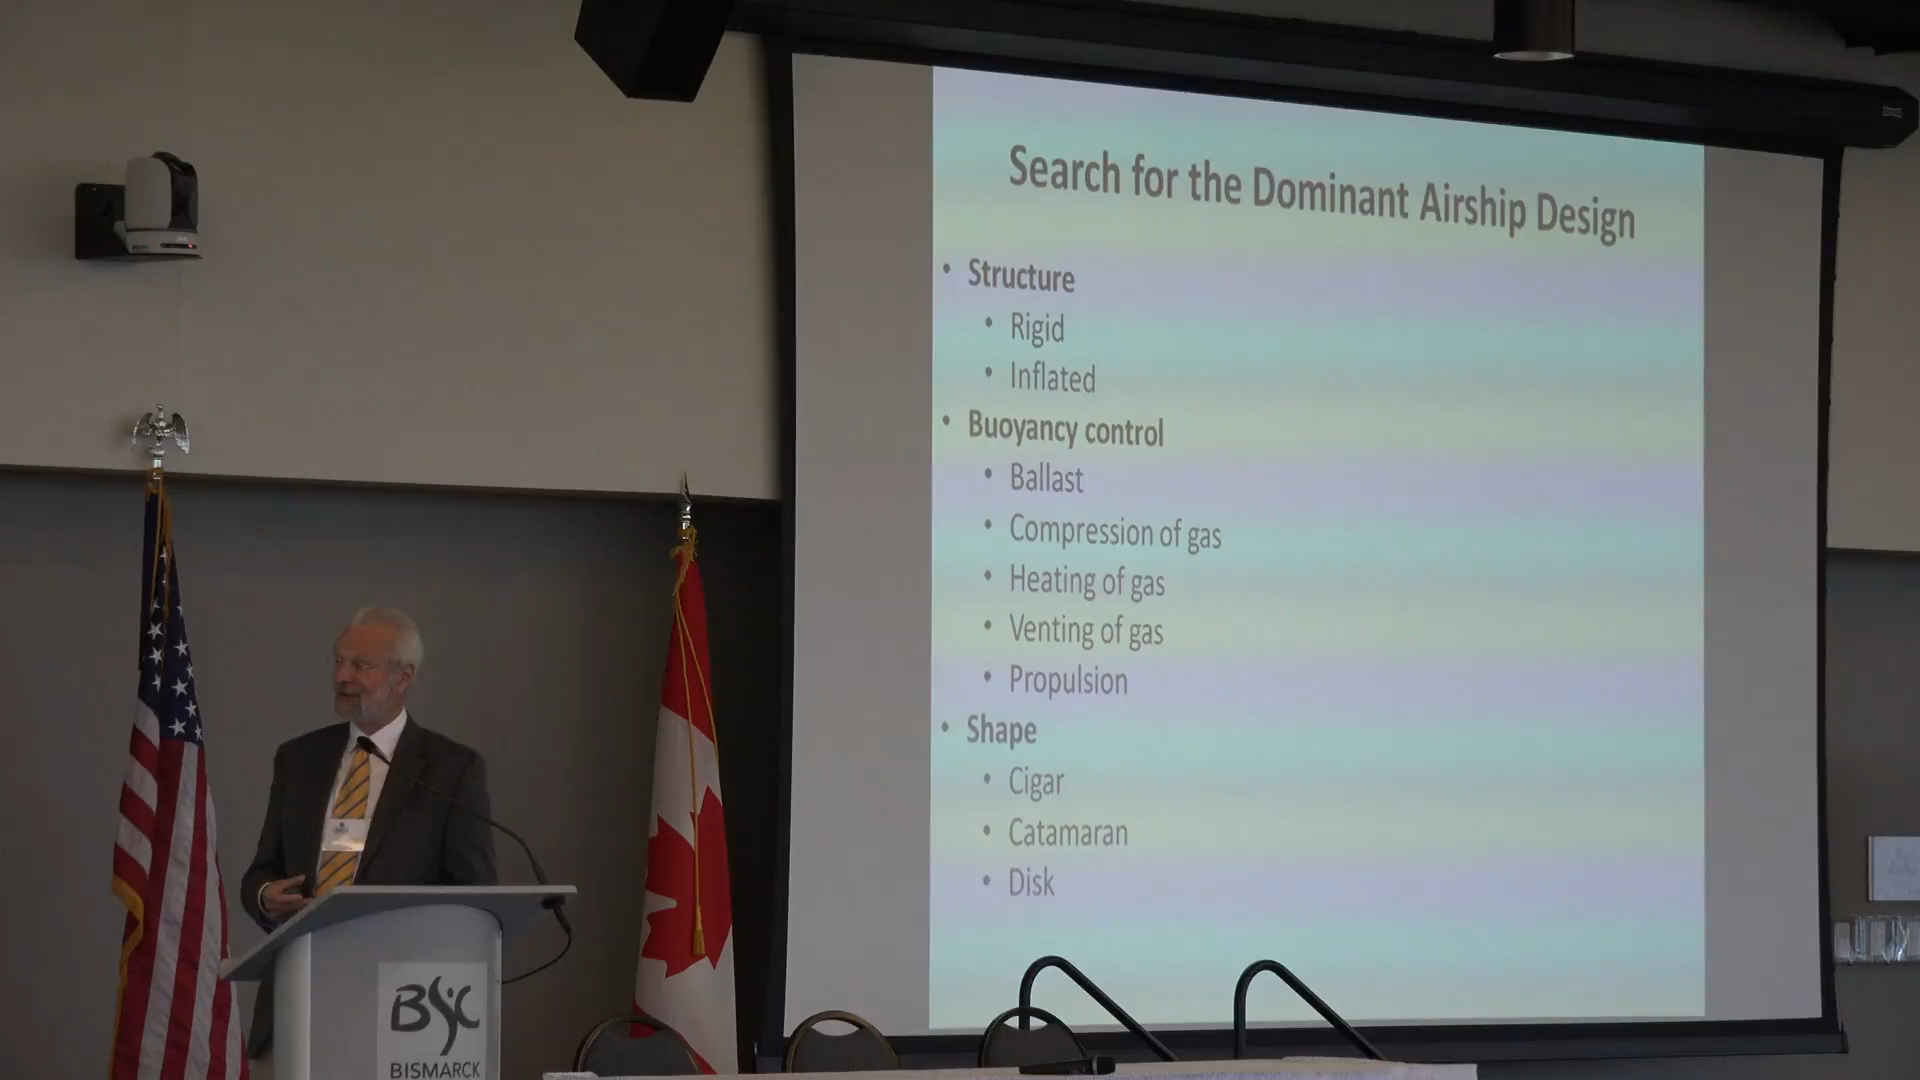 Search for the Dominant Airship Design
• Structure
• Rigid
• Inflated
• Buoyancy control
• Ballast
• Compression of gas
• Heating of gas
• Venting of gas
• Propulsion
• Shape
• Cigar
• Catamaran
• Disk
BSC
BISMARCK